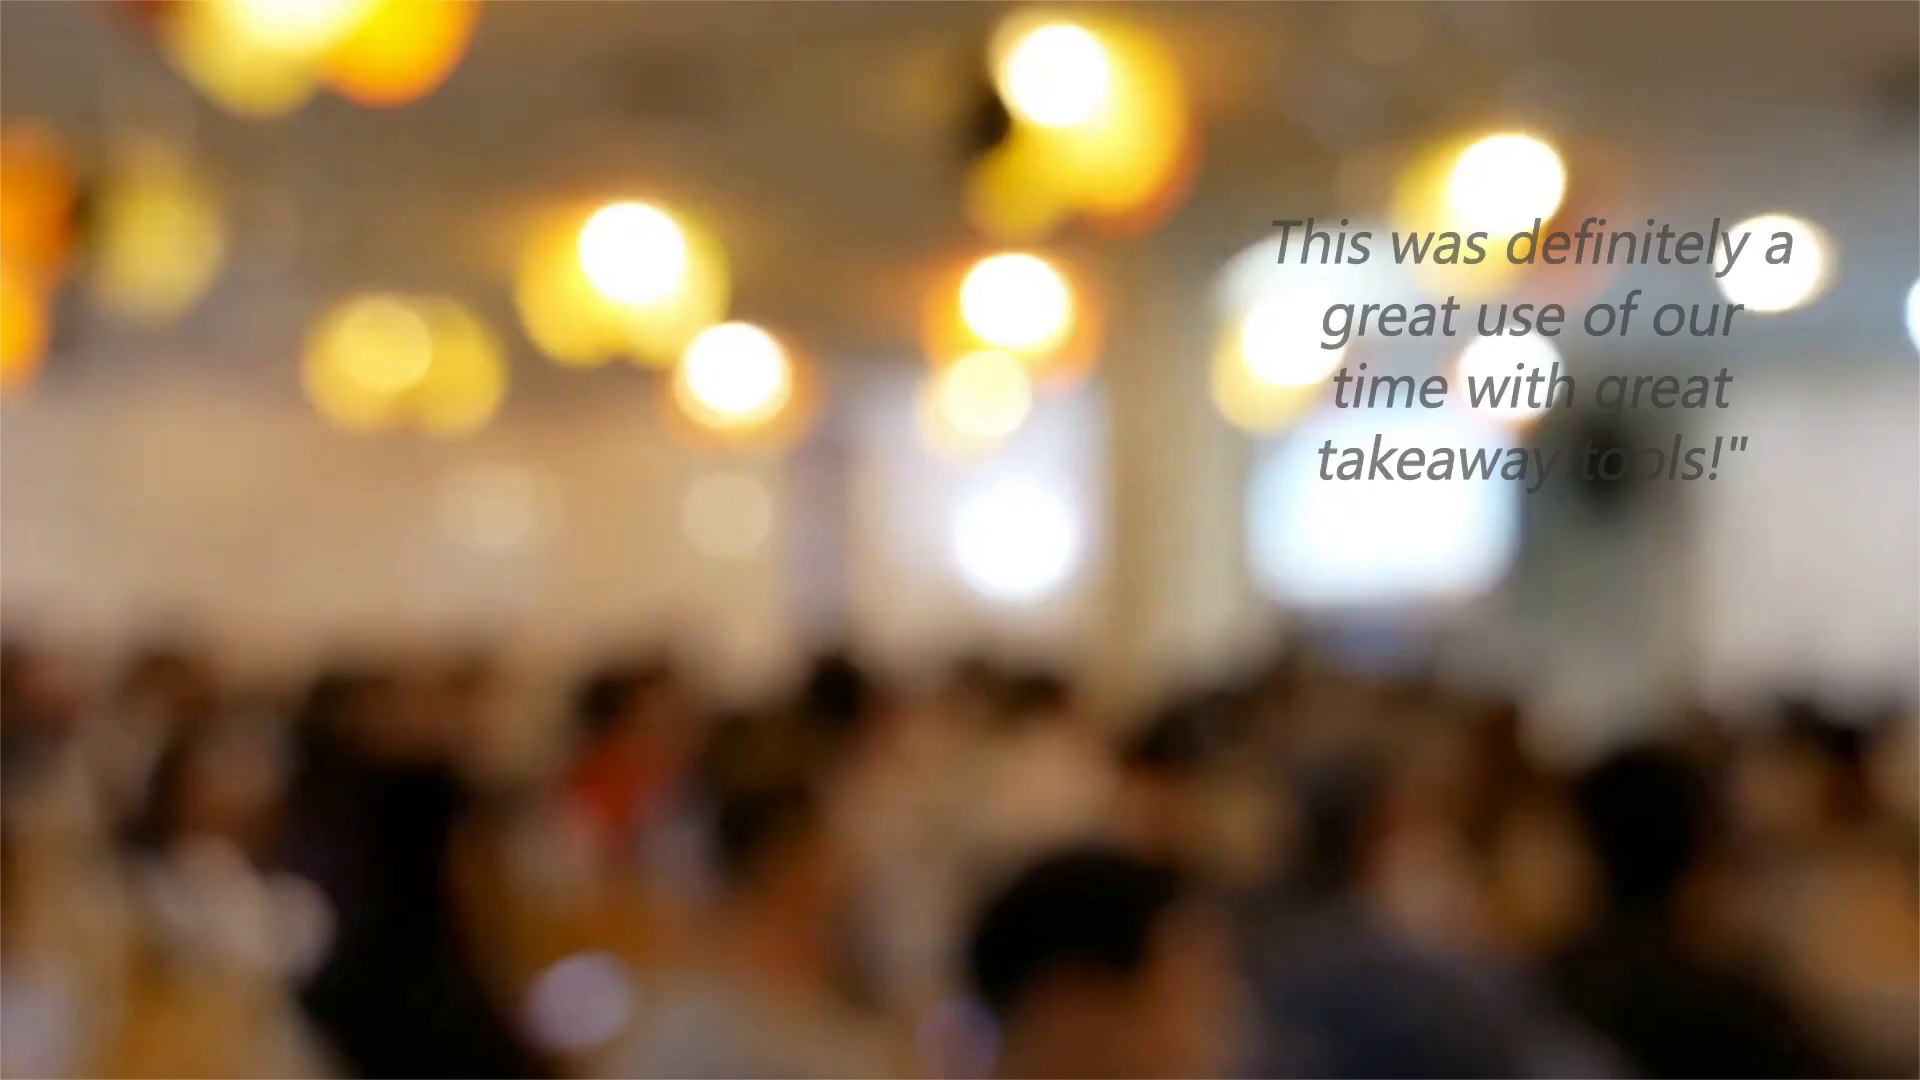 This was definitely a
great use of our
time with great
takeaway tools!"